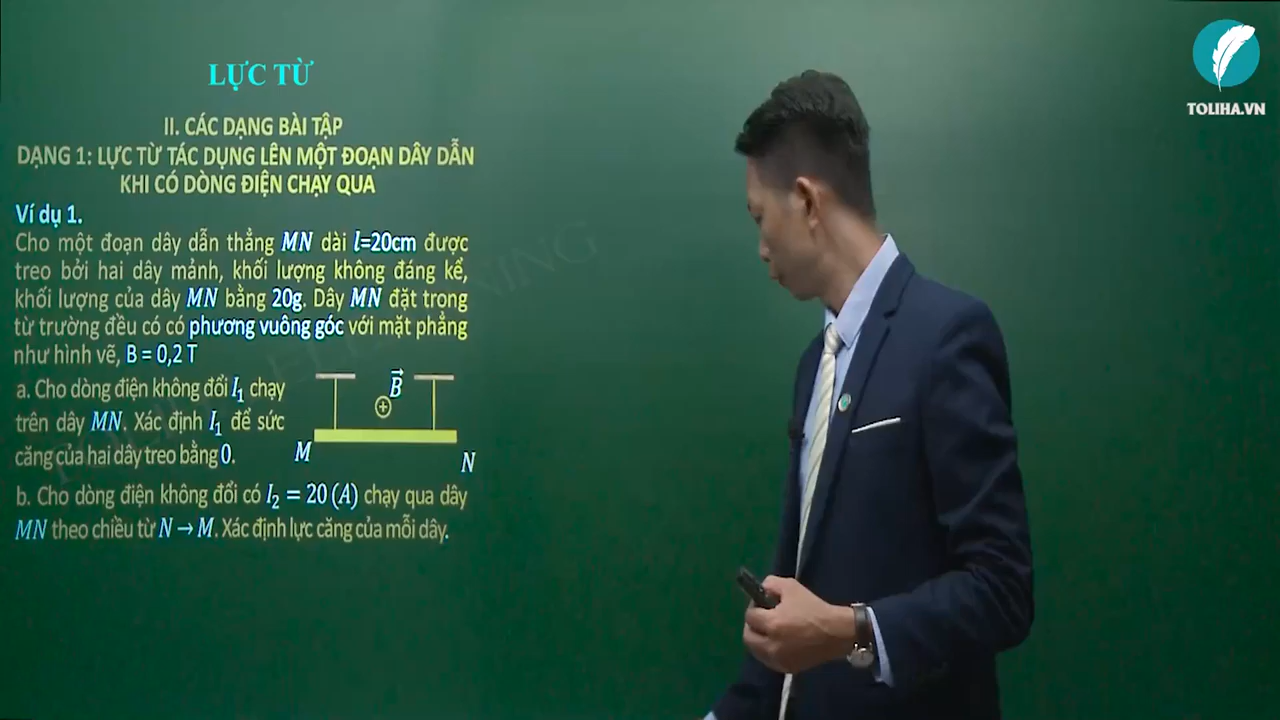 LỰC TỪ
TOLIHA.VN
II. CÁC DẠNG BÀI TẬP
DẠNG 1: LỰC TỪ TÁC DỤNG LÊN MỘT ĐOẠN DÂY DẪN
KHI CÓ DÒNG ĐIỆN CHẠY QUA
Ví dụ 1.
Cho một đoạn dây dẫn thẳng MN dài l=20cm được
treo bởi hai dây mảnh, khối lượng không đáng kể,
khối lượng của dây MN bằng 20g. Dây MN đặt trong
từ trường đều có có phương vuông góc với mặt phẳng
như hình vẽ, B = 0,2 T
a. Cho dòng điện không đổi I₁ chạy
trên dây MN. Xác định I₁ để sức
căng của hai dây treo bằng 0.
B⃗
M
N
b. Cho dòng điện không đổi có I₂ = 20 (A) chạy qua dây
MN theo chiều từ N → M. Xác định lực căng của mỗi dây.